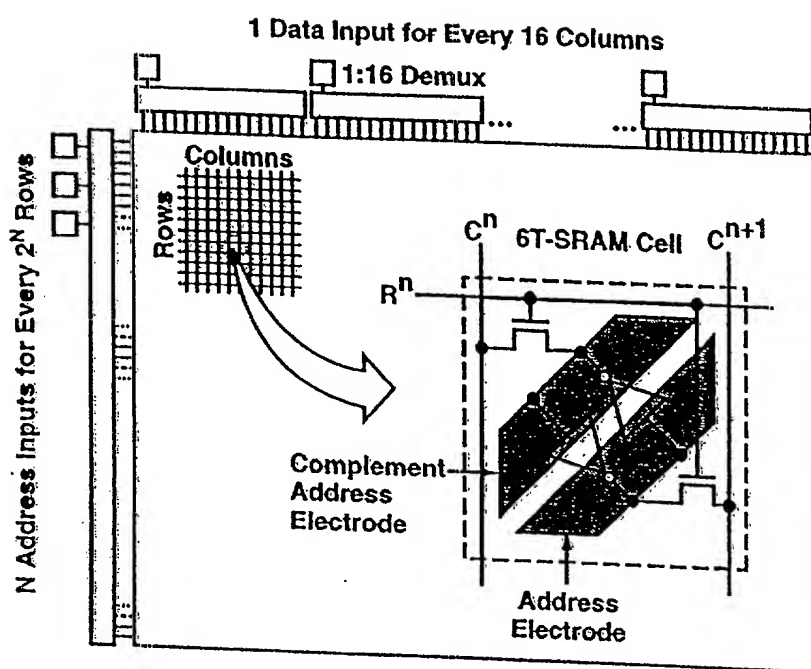 1 Data Input for Every 16 Columns
1:16 Demux
...
...
Columns
Rows
N Address Inputs for Every 2^N Rows
C^n
6T-SRAM Cell
C^n+1
R^n
Complement
Address
Electrode
Address
Electrode